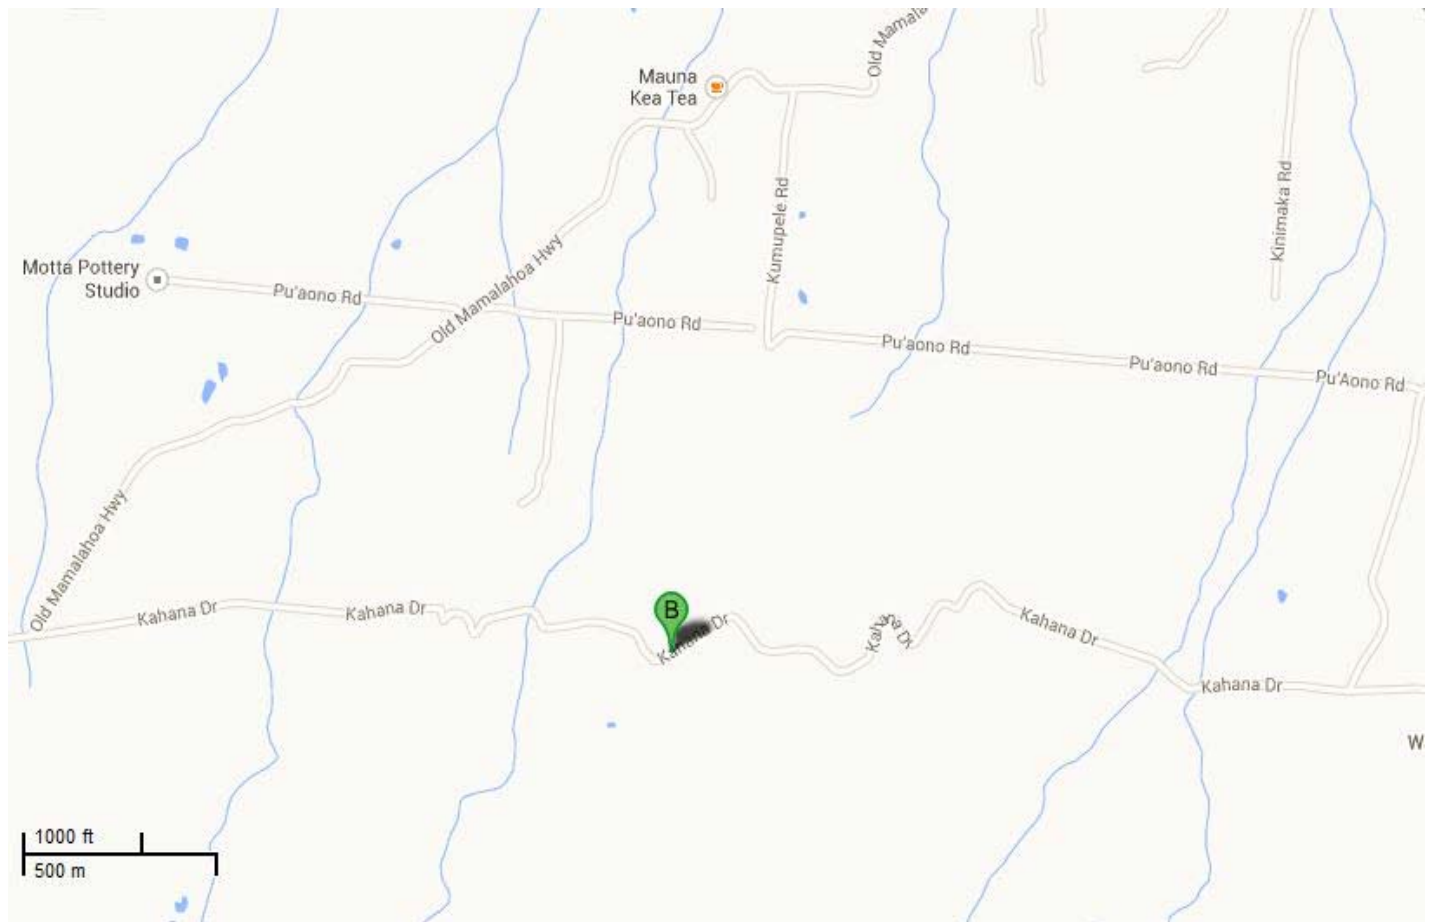 Old Mamala
Mauna
Kea Tea
Kumupele Rd
Kinimaka Rd
Motta Pottery
Studio
Pu'aono Rd
Old Mamalahoa Hwy
Pu'aono Rd
Pu'aono Rd
Pu'aono Rd
Pu'Aono Rd
Old Mamalahoa Hwy
Kahana Dr
Kahana Dr
B
Kahana Dr
Kaha
a Dr
Kahana Dr
Kahana Dr
W
1000 ft
500 m